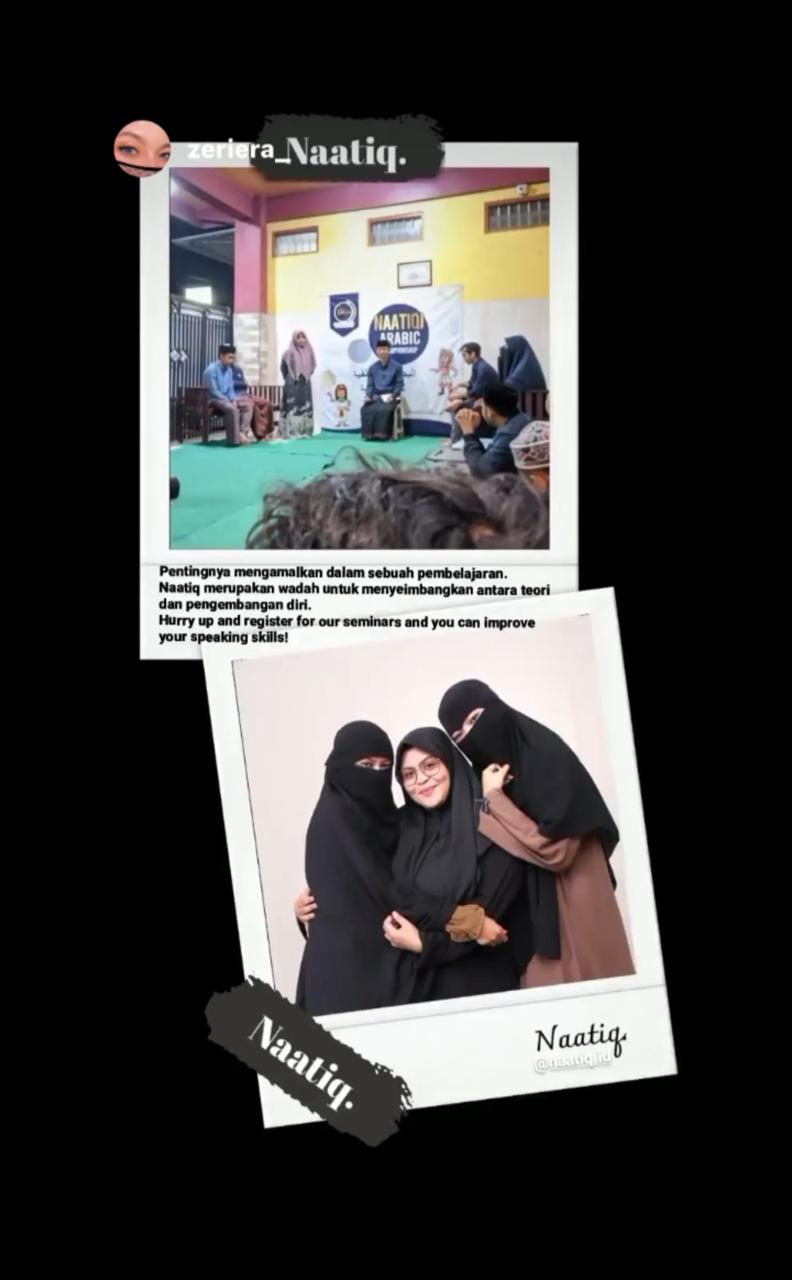 zeriera_
Naatiq.
NAATIQI
ARABIC
Pentingnya mengamalkan dalam sebuah pembelajaran.
Naatiq merupakan wadah untuk menyeimbangkan antara teori
dan pengembangan diri.
Hurry up and register for our seminars and you can improve
your speaking skills!
Naatiq.
Naatiq.
@naatiq.id